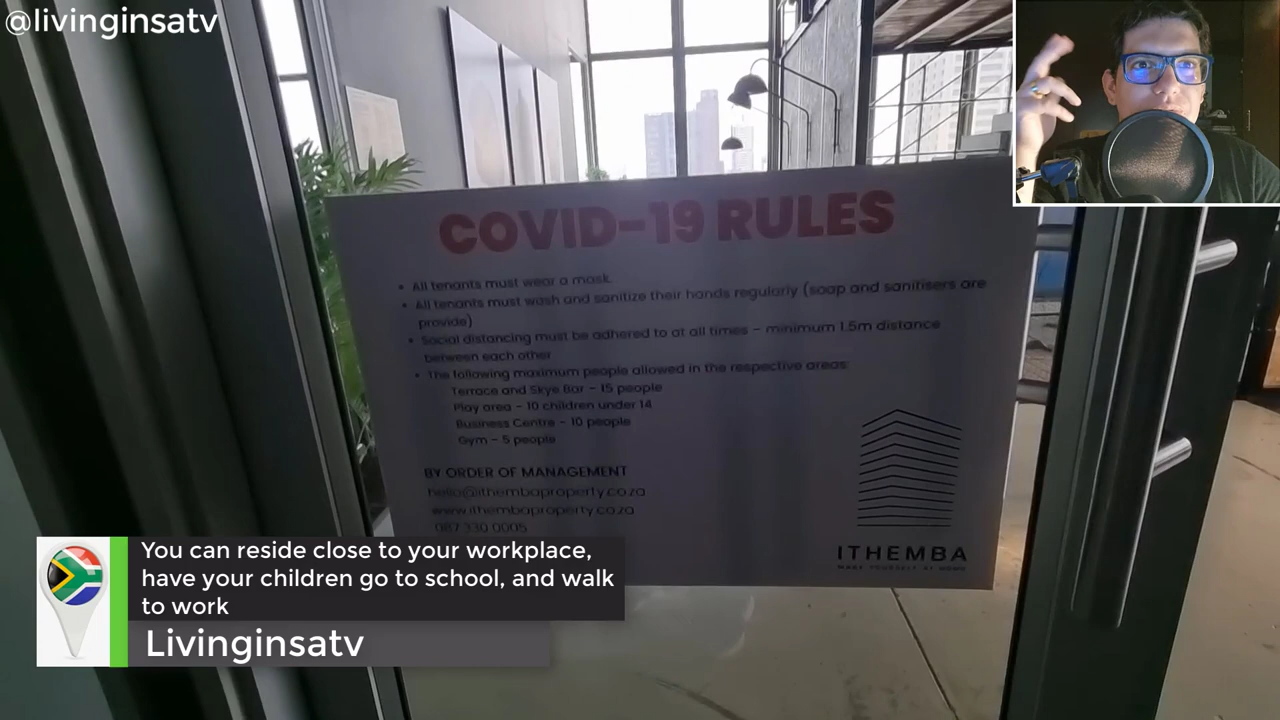 @livinginsatv
COVID-19 RULES
• All tenants must wear a mask.
• All tenants must wash and sanitize their hands regularly (soap and sanitisers are
provide)
• Social distancing must be adhered to at all times - minimum 1.5m distance
between each other
• The following maximum people allowed in the respective areas:
Terrace and Skye Bar - 15 people
Play area - 10 children under 14
Business Centre - 10 people
Gym - 5 people
BY ORDER OF MANAGEMENT
hello@ithembaproperty.co.za
www.ithembaproperty.co.za
087 330 0005
ITHEMBA
MAKE YOURSELF AT HOME
You can reside close to your workplace,
have your children go to school, and walk
to work
Livinginsatv